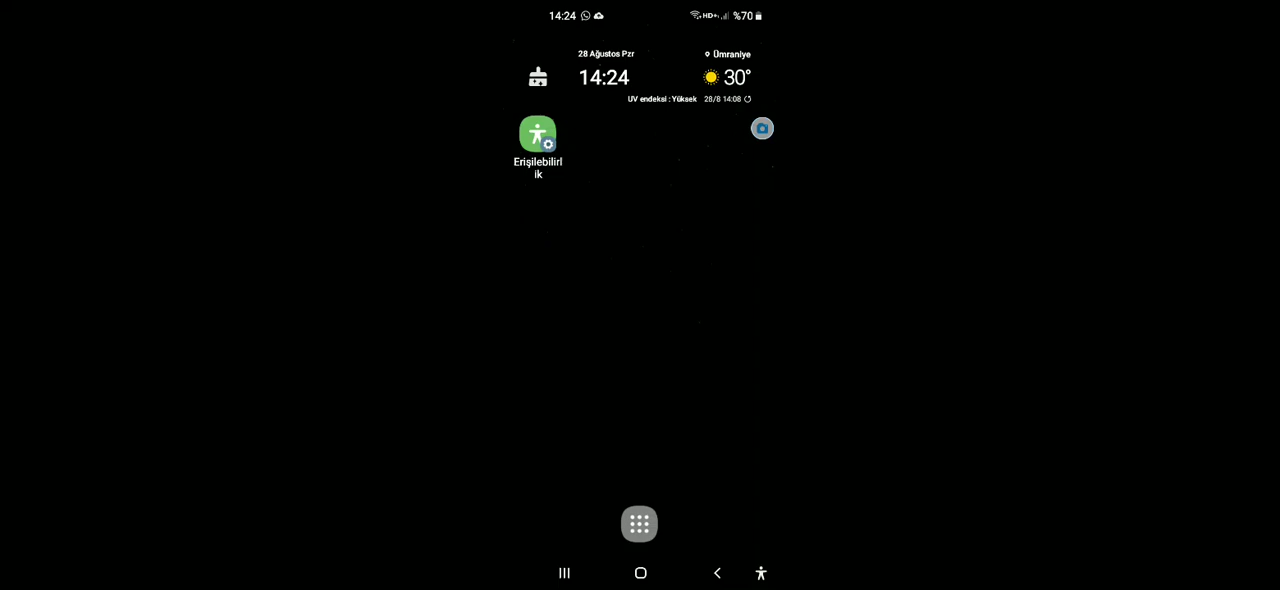 14:24 HD+ %70
28 Ağustos Pzr Ümraniye
14:24 30°
UV endeksi : Yüksek 28/8 14:08
Erişilebilirl
ik